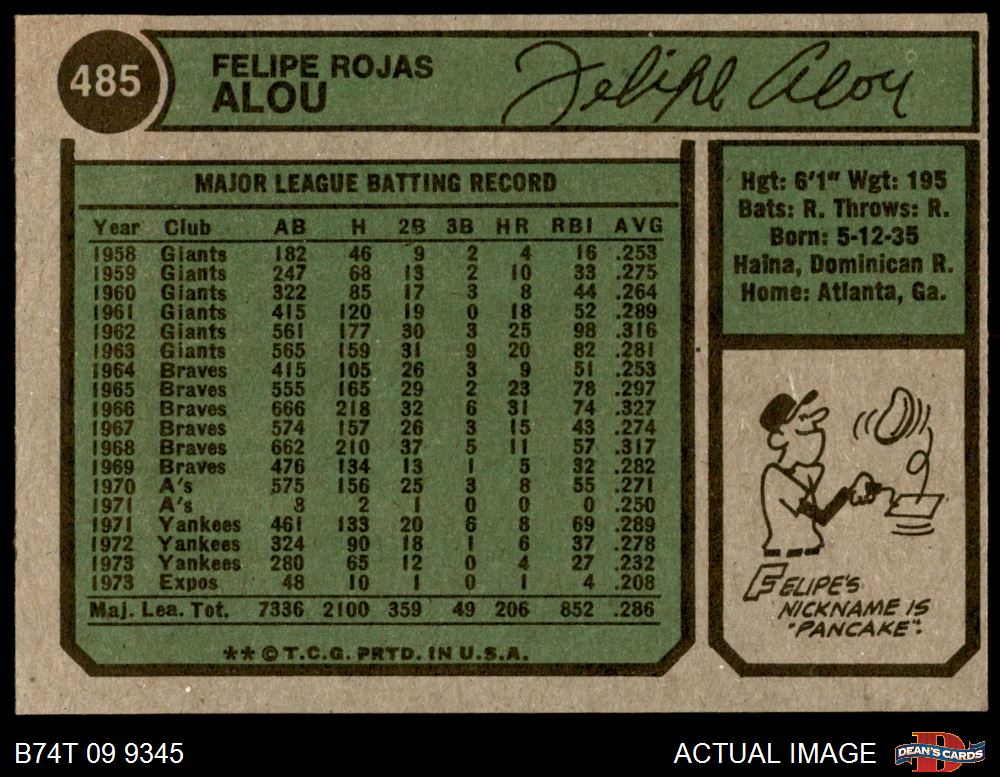 485
FELIPE ROJAS
ALOU
Felipe Alou
MAJOR LEAGUE BATTING RECORD
Year Club AB H 2B 3B HR RBI AVG
1958 Giants 182 46 9 2 4 16 .253
1959 Giants 247 68 13 2 10 33 .275
1960 Giants 322 85 17 3 8 44 .264
1961 Giants 415 120 19 0 18 52 .289
1962 Giants 561 177 30 3 25 98 .316
1963 Giants 565 159 31 9 20 82 .281
1964 Braves 415 105 26 3 9 51 .253
1965 Braves 555 165 29 2 23 78 .297
1966 Braves 666 218 32 6 31 74 .327
1967 Braves 574 157 26 3 15 43 .274
1968 Braves 662 210 37 5 11 57 .317
1969 Braves 476 134 13 1 5 32 .282
1970 A's 575 156 25 3 8 55 .271
1971 A's 8 2 1 0 0 0 .250
1971 Yankees 461 133 20 6 8 69 .289
1972 Yankees 324 90 18 1 6 37 .278
1973 Yankees 280 65 12 0 4 27 .232
1973 Expos 48 10 1 0 1 4 .208
Maj. Lea. Tot. 7336 2100 359 49 206 852 .286
**©T.C.G. PRTD. IN U.S.A.
Hgt: 6'1" Wgt: 195
Bats: R. Throws: R.
Born: 5-12-35
Haina, Dominican R.
Home: Atlanta, Ga.
FELIPE'S
NICKNAME IS
"PANCAKE".
B74T 09 9345
ACTUAL IMAGE
D
DEAN'S CARDS